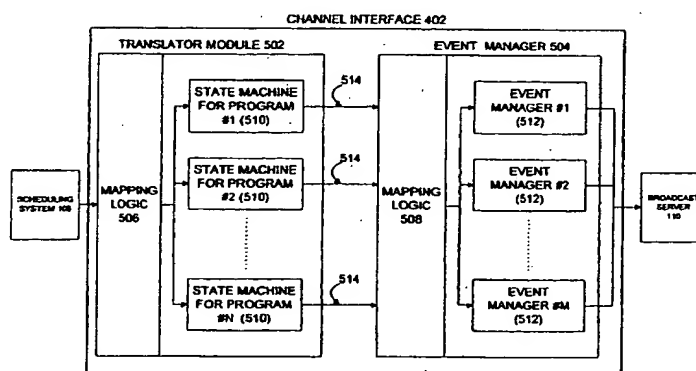 CHANNEL INTERFACE 402
TRANSLATOR MODULE 502
EVENT MANAGER 504
MAPPING
LOGIC 506
STATE MACHINE
FOR PROGRAM
#1 (510)
STATE MACHINE
FOR PROGRAM
#2 (510)
STATE MACHINE
FOR PROGRAM
#N (510)
514
514
514
MAPPING
LOGIC
508
EVENT
MANAGER #1
(512)
EVENT
MANAGER #2
(512)
EVENT
MANAGER #M
(512)
SCHEDULING
SYSTEM
BROADCAST
SERVER
110